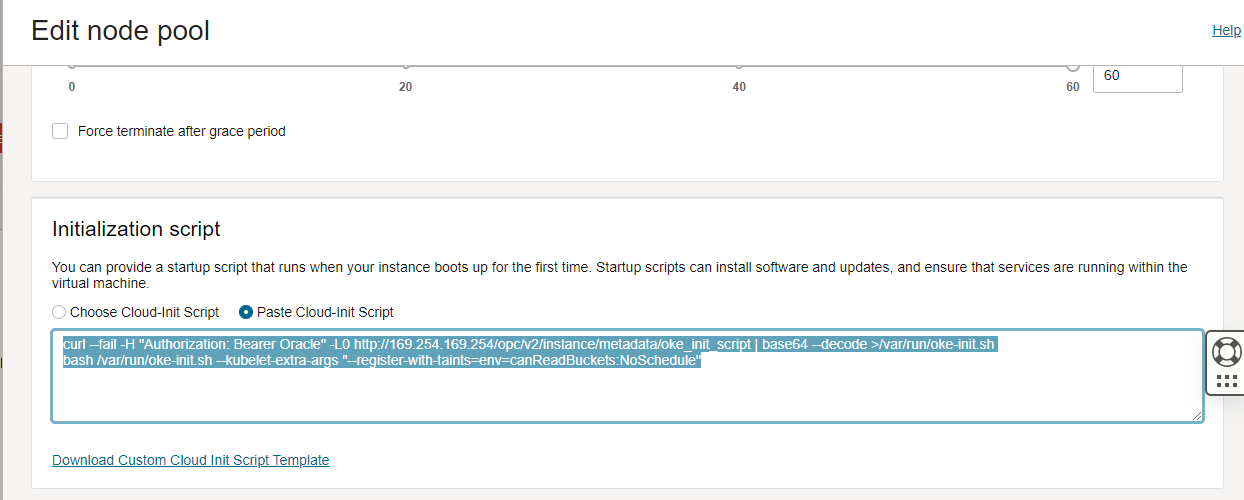 Edit node pool
Help
0 20 40 60 60
Force terminate after grace period
Initialization script
You can provide a startup script that runs when your instance boots up for the first time. Startup scripts can install software and updates, and ensure that services are running within the
virtual machine.
Choose Cloud-Init Script Paste Cloud-Init Script
curl --fail -H "Authorization: Bearer Oracle" -L0 http://169.254.169.254/opc/v2/instance/metadata/oke_init_script | base64 --decode >/var/run/oke-init.sh
bash /var/run/oke-init.sh --kubelet-extra-args "--register-with-taints=env=canReadBuckets:NoSchedule"
Download Custom Cloud Init Script Template